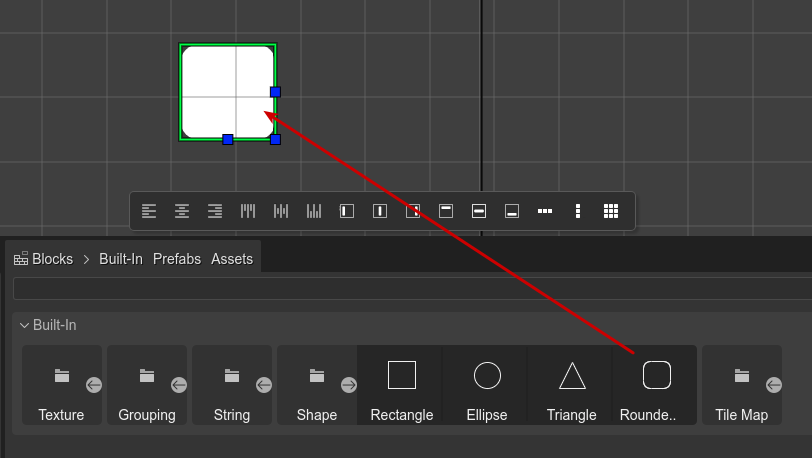 Blocks > Built-In Prefabs Assets
Built-In
Texture Grouping String Shape Rectangle Ellipse Triangle Rounde.. Tile Map